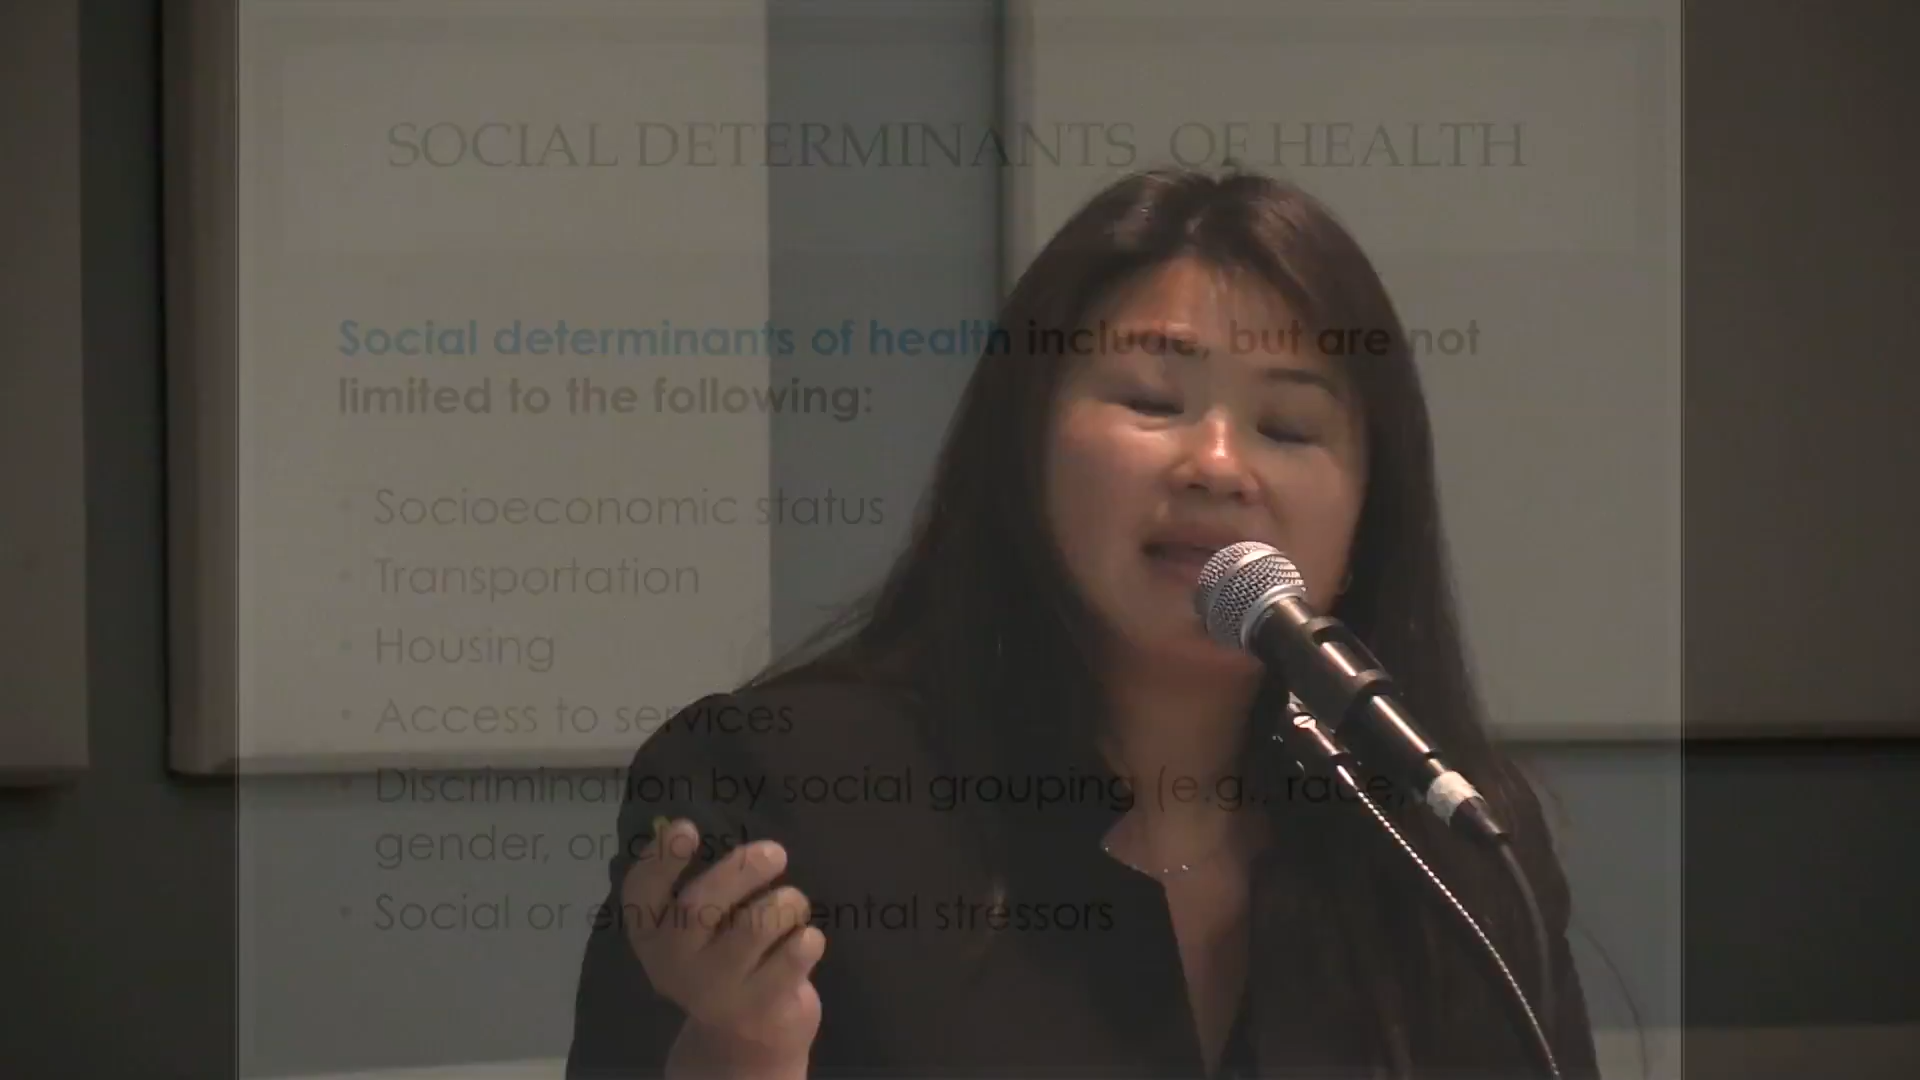 SOCIAL DETERMINANTS OF HEALTH
Social determinants of health include, but are not
limited to the following:
• Socioeconomic status
• Transportation
• Housing
• Access to services
• Discrimination by social grouping (e.g., race,
gender, or class)
• Social or environmental stressors